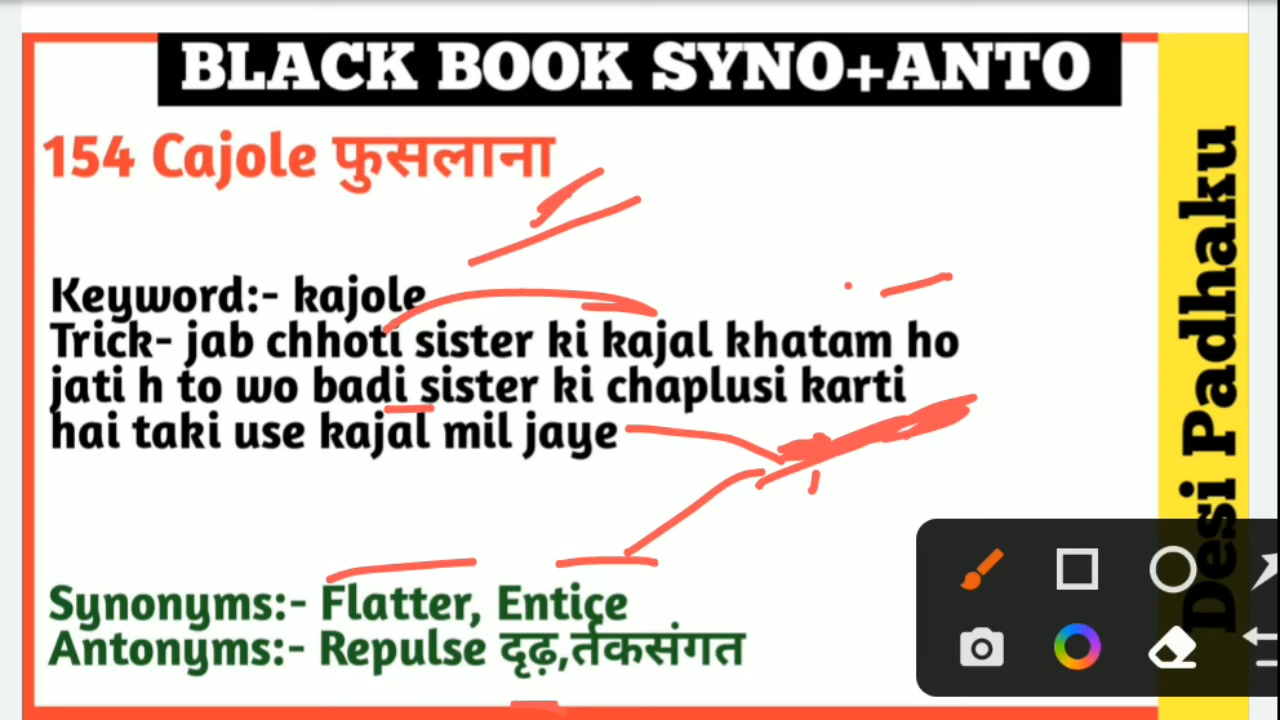 BLACK BOOK SYNO+ANTO
154 Cajole फुसलाना
Keyword:- kajole
Trick- jab chhoti sister ki kajal khatam ho
jati h to wo badi sister ki chaplusi karti
hai taki use kajal mil jaye
Synonyms:- Flatter, Entice
Antonyms:- Repulse दृढ़,र्तकसंगत
Desi Padhaku